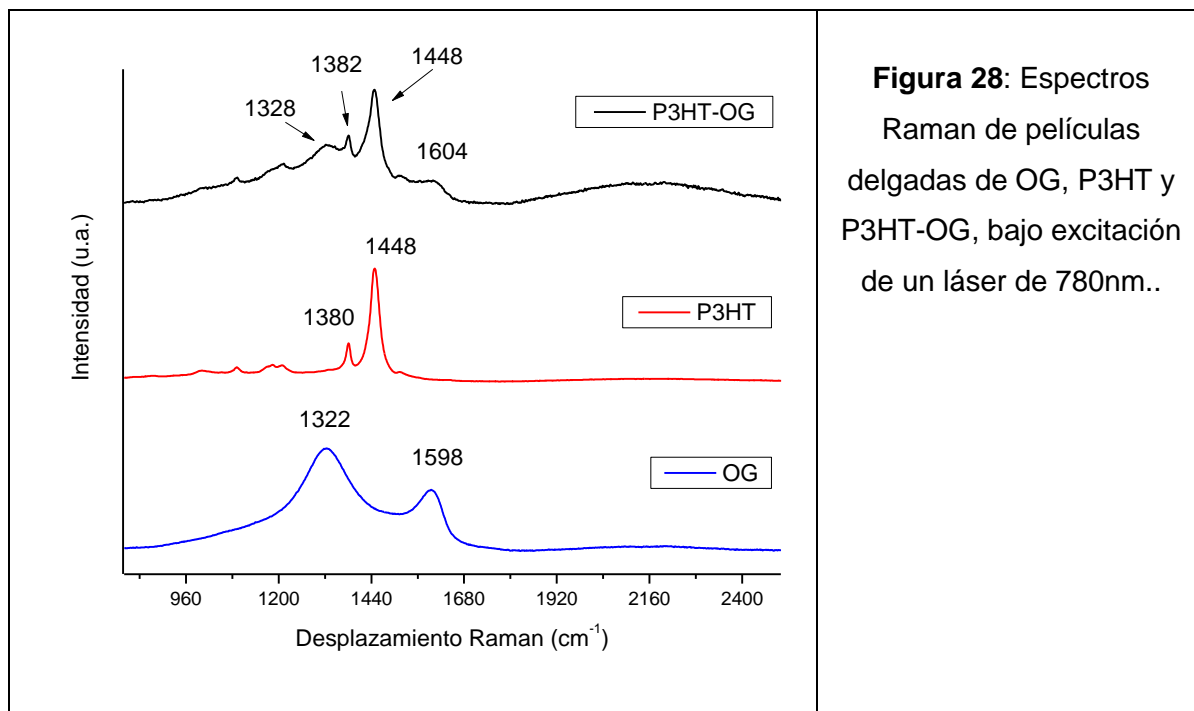 1382
1448
1328
P3HT-OG
1604
1448
1380
P3HT
1322
1598
OG
Intensidad (u.a.)
960 1200 1440 1680 1920 2160 2400
Desplazamiento Raman (cm⁻¹)
Figura 28: Espectros
Raman de películas
delgadas de OG, P3HT y
P3HT-OG, bajo excitación
de un láser de 780nm..